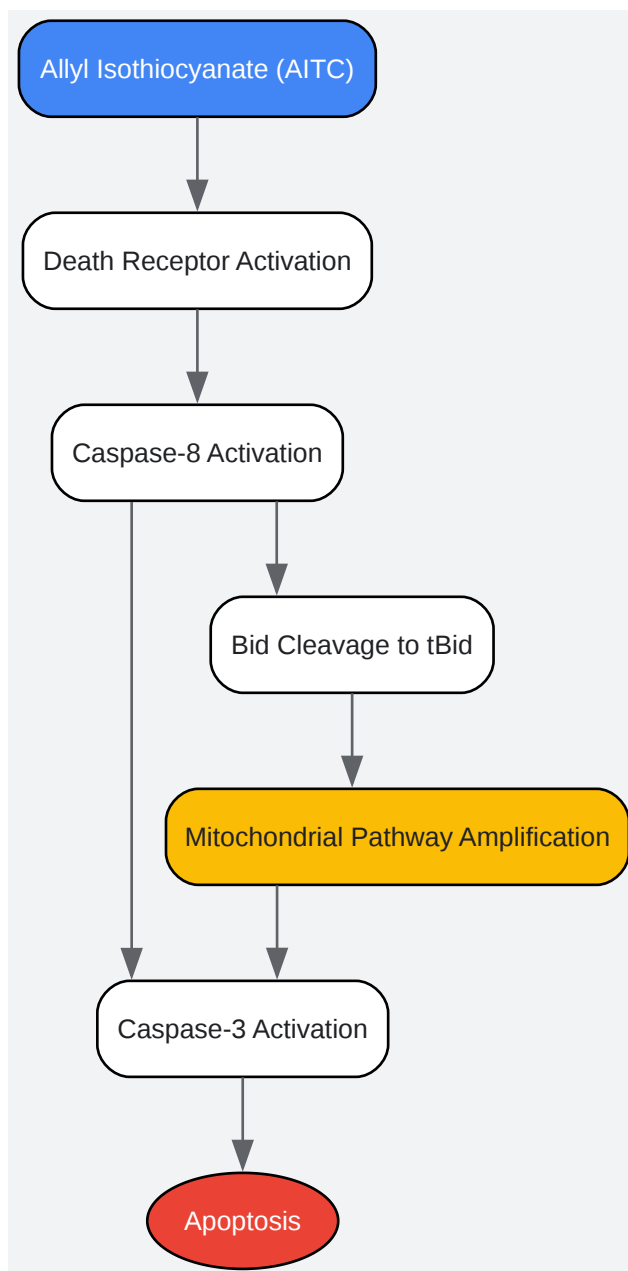 Allyl Isothiocyanate (AITC)
Death Receptor Activation
Caspase-8 Activation
Bid Cleavage to tBid
Mitochondrial Pathway Amplification
Caspase-3 Activation
Apoptosis